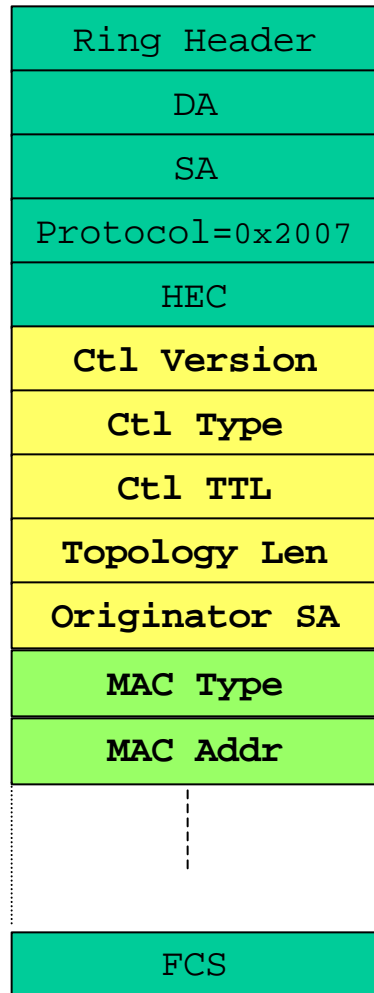 Ring Header
DA
SA
Protocol=0x2007
HEC
Ctl Version
Ctl Type
Ctl TTL
Topology Len
Originator SA
MAC Type
MAC Addr
FCS